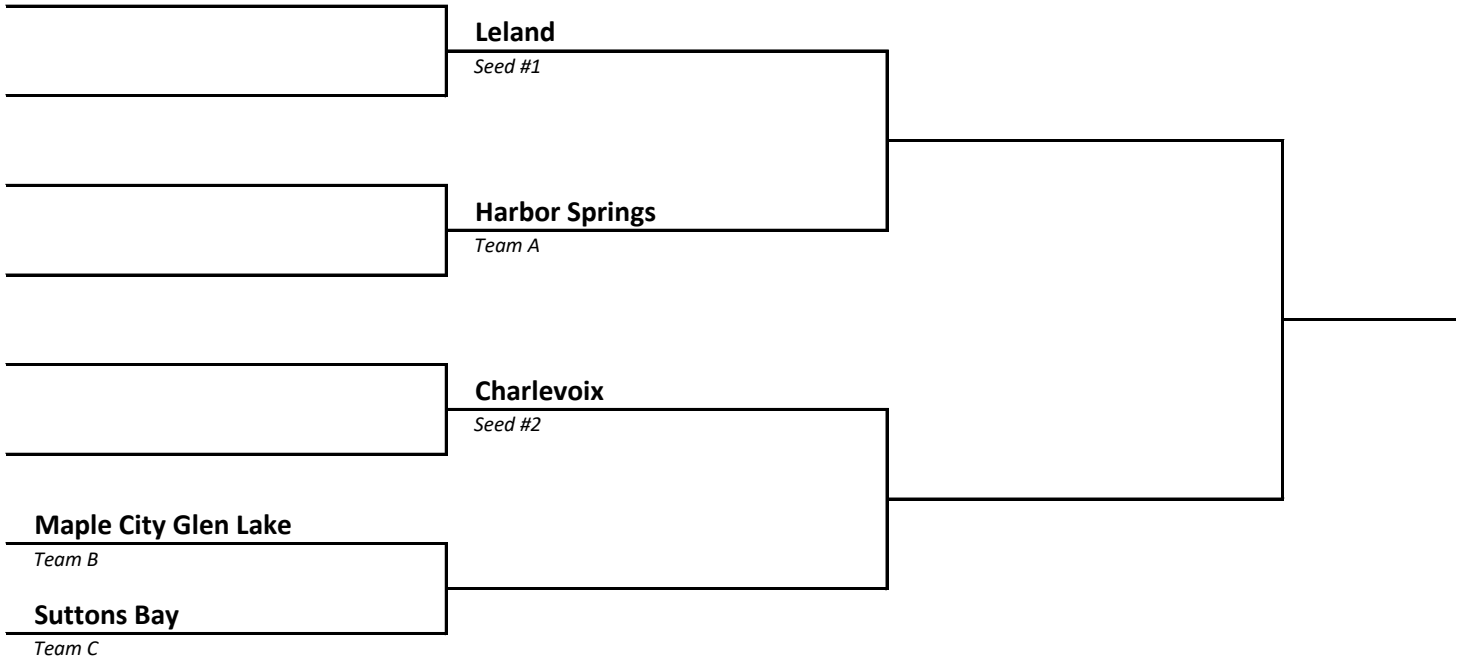 Leland
Seed #1
Harbor Springs
Team A
Charlevoix
Seed #2
Maple City Glen Lake
Team B
Suttons Bay
Team C